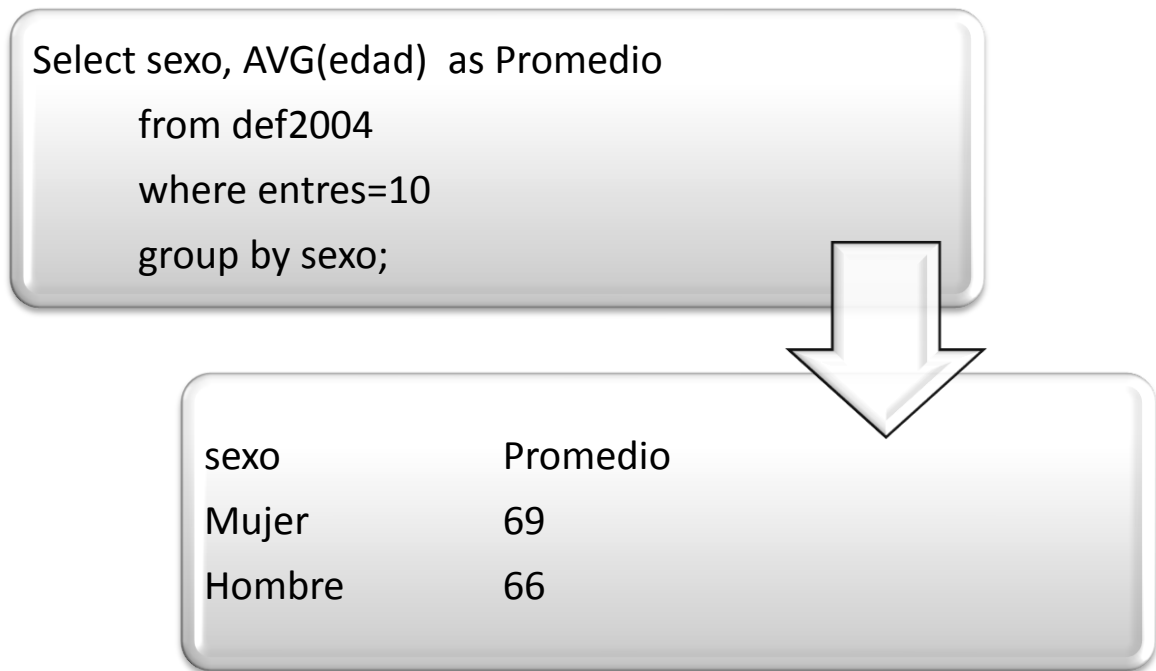 Select sexo, AVG(edad) as Promedio
from def2004
where entres=10
group by sexo;
sexo Promedio
Mujer 69
Hombre 66